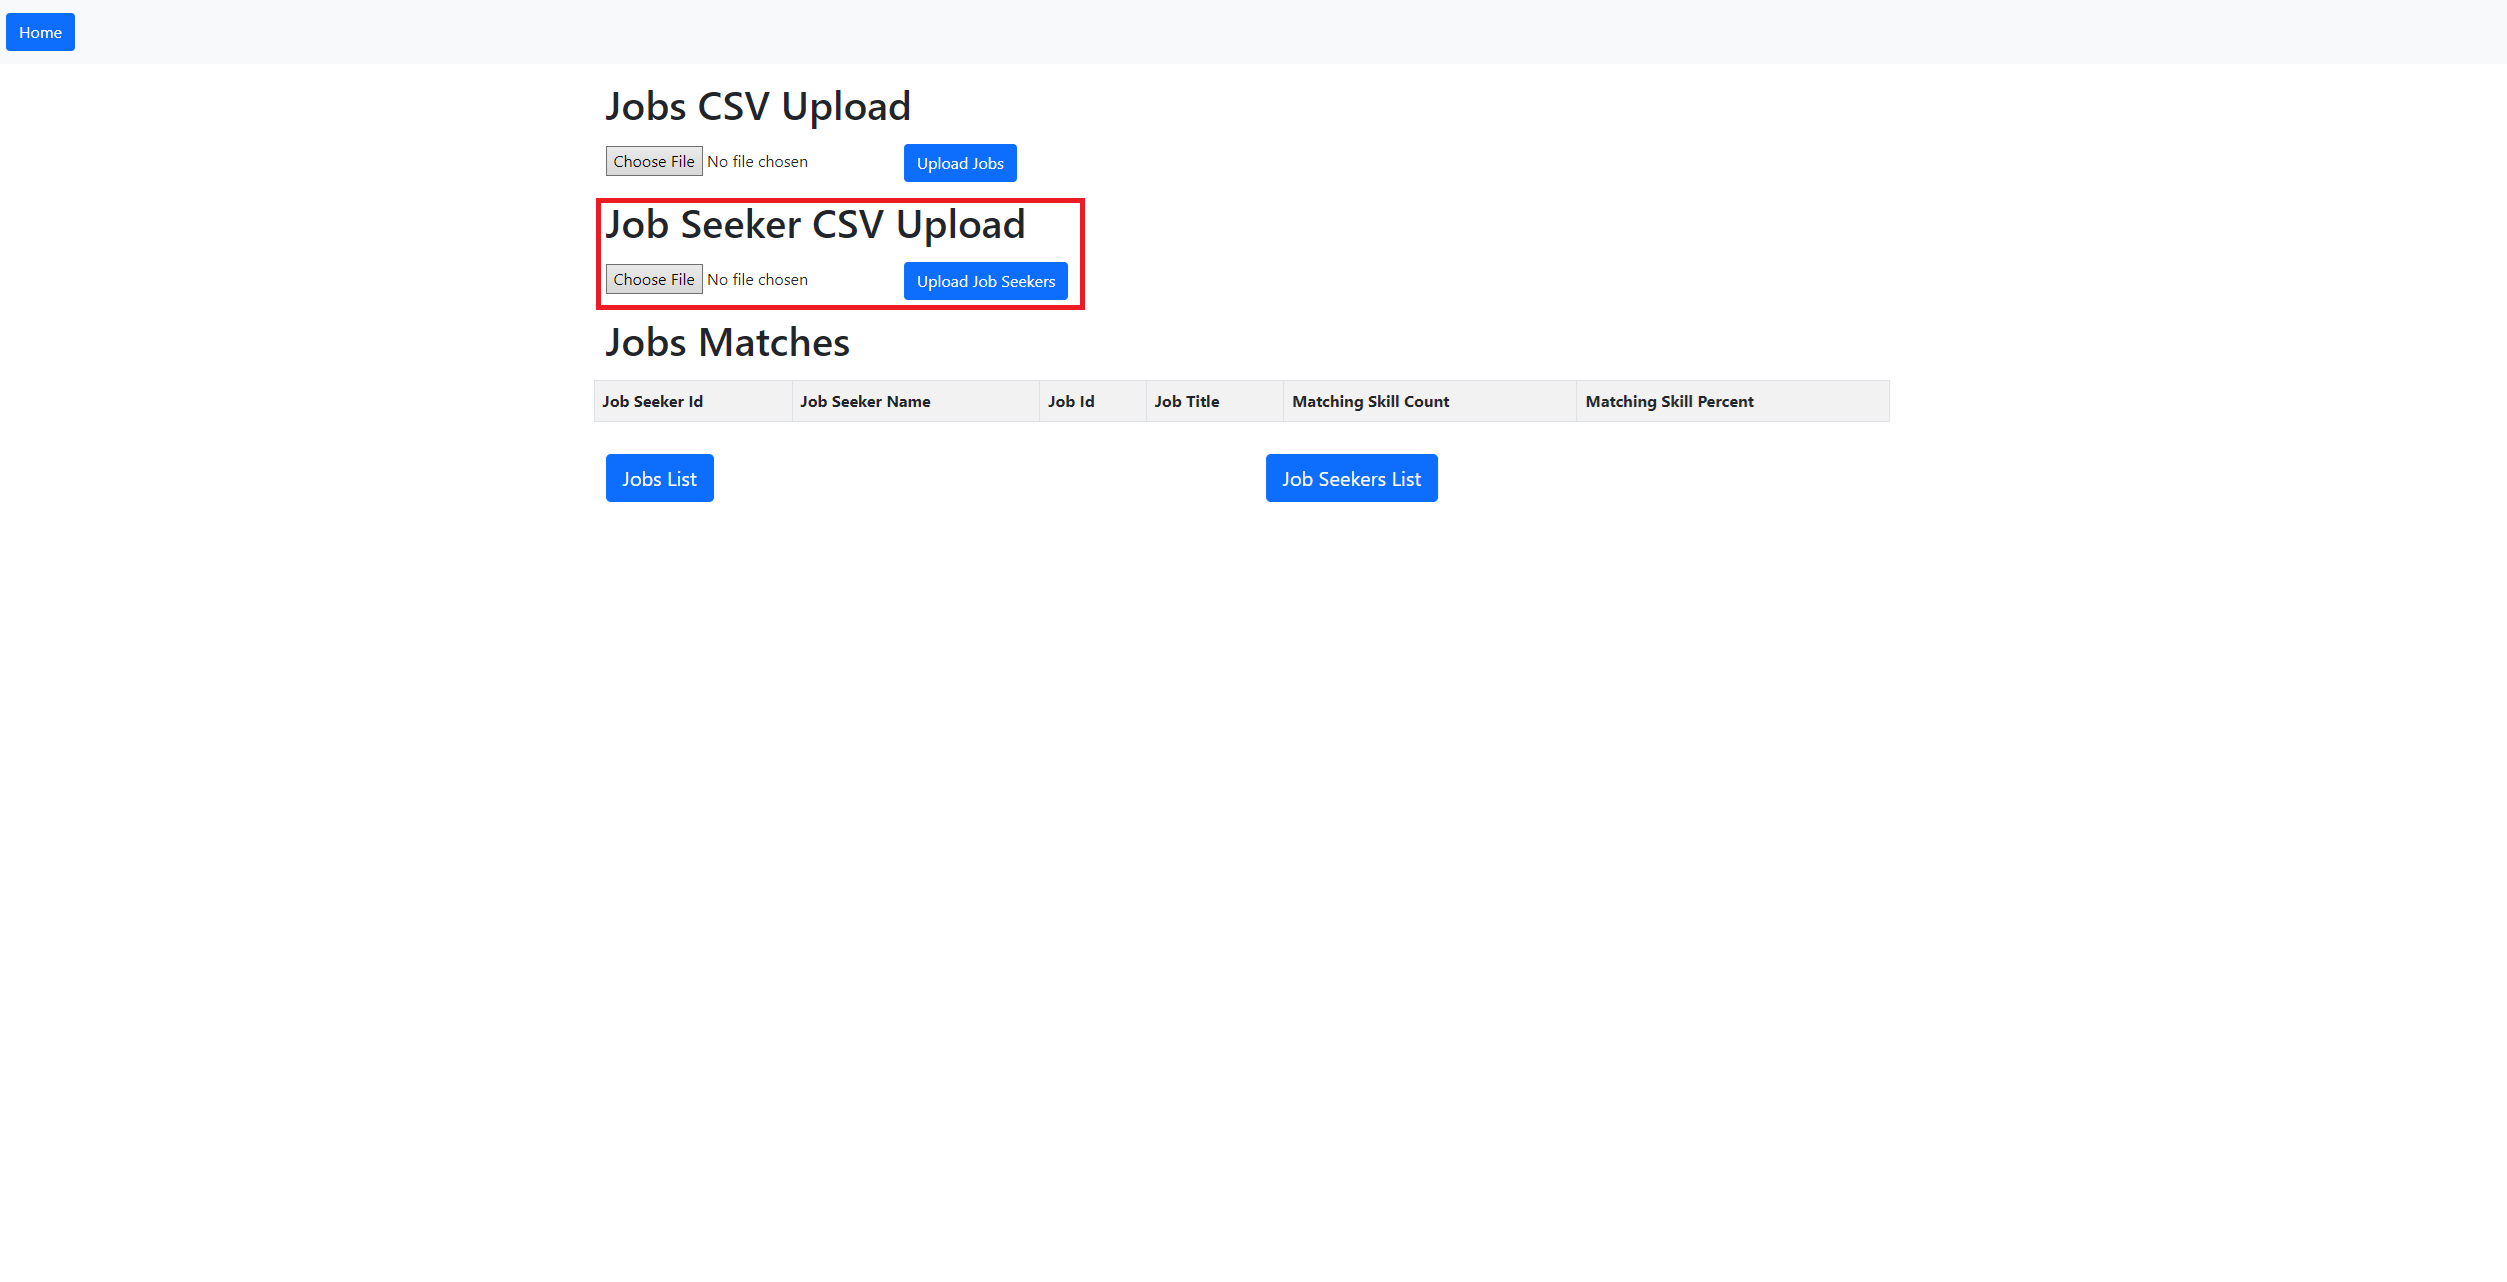 Home
Jobs CSV Upload
Choose File No file chosen Upload Jobs
Job Seeker CSV Upload
Choose File No file chosen Upload Job Seekers
Jobs Matches
Job Seeker Id Job Seeker Name Job Id Job Title Matching Skill Count Matching Skill Percent
Jobs List Job Seekers List